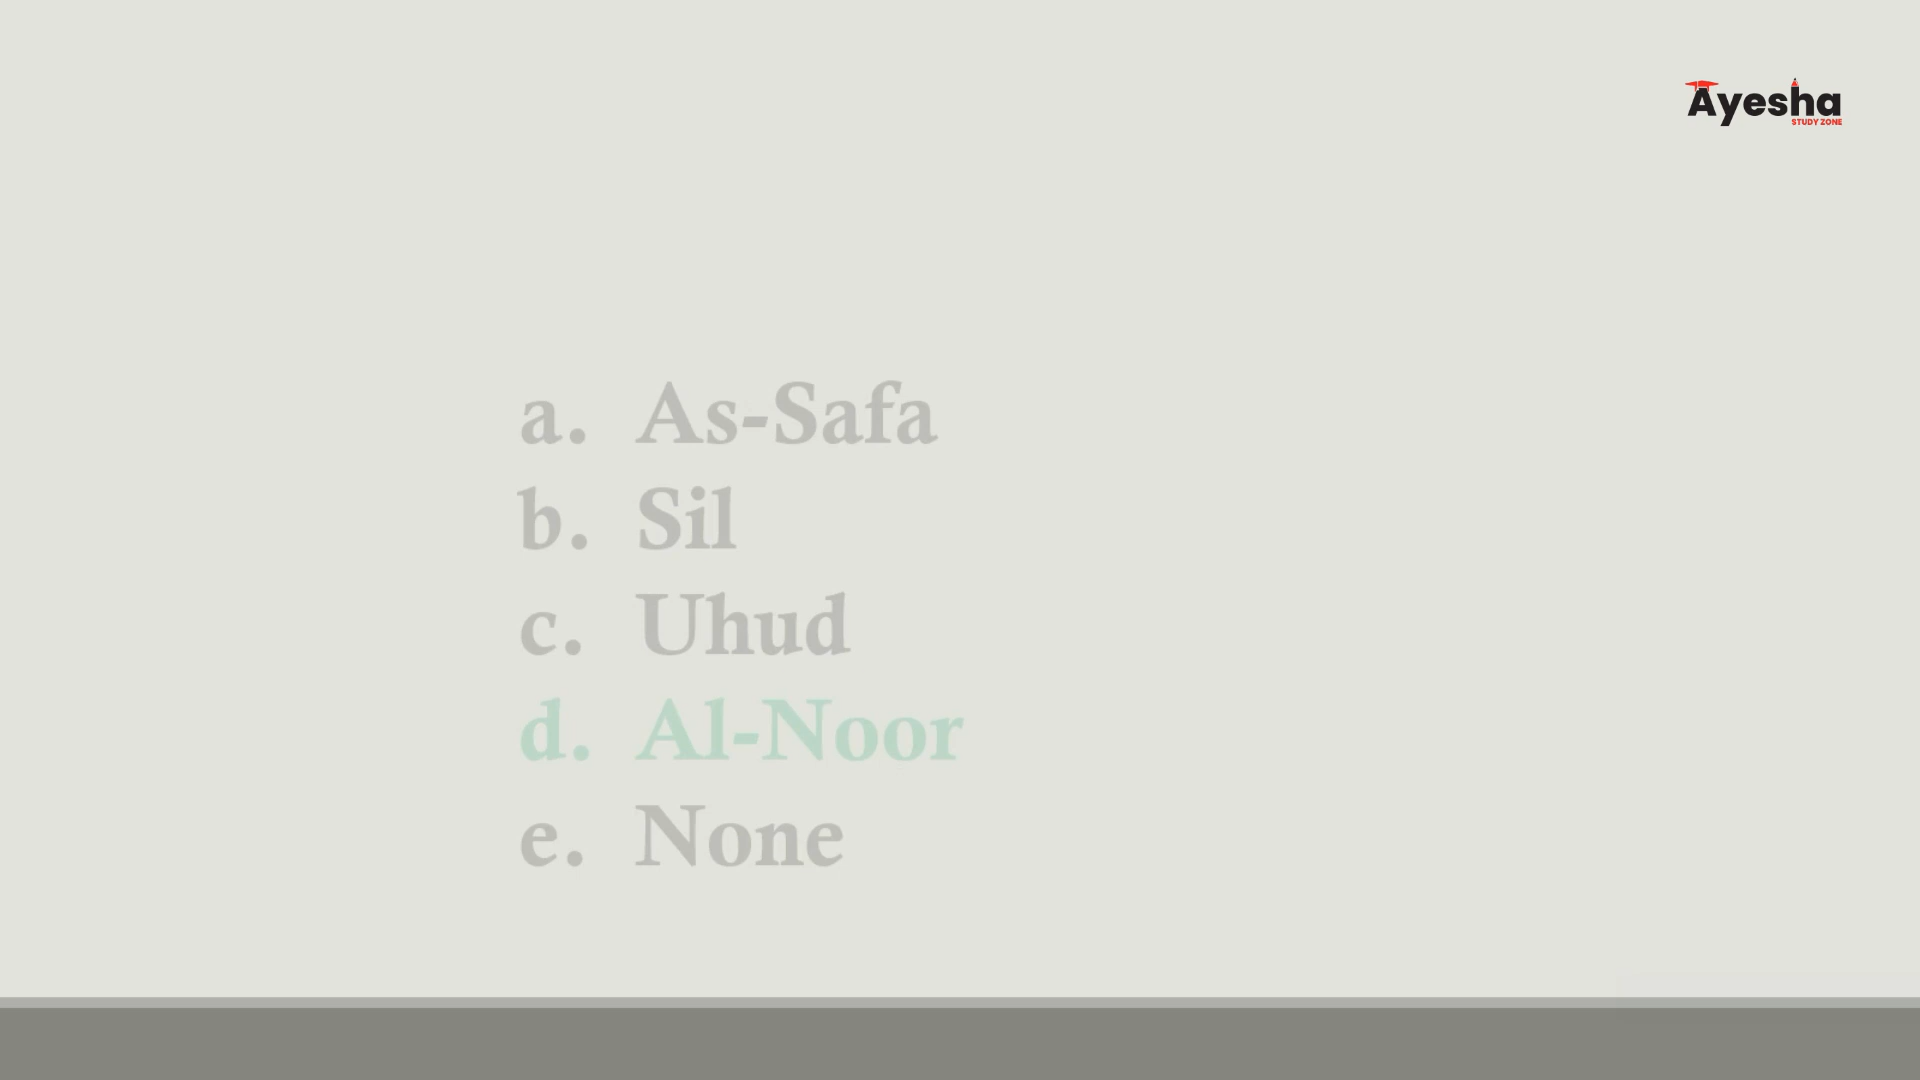 Ayesha
STUDY ZONE
a. As-Safa
b. Sil
c. Uhud
d. Al-Noor
e. None